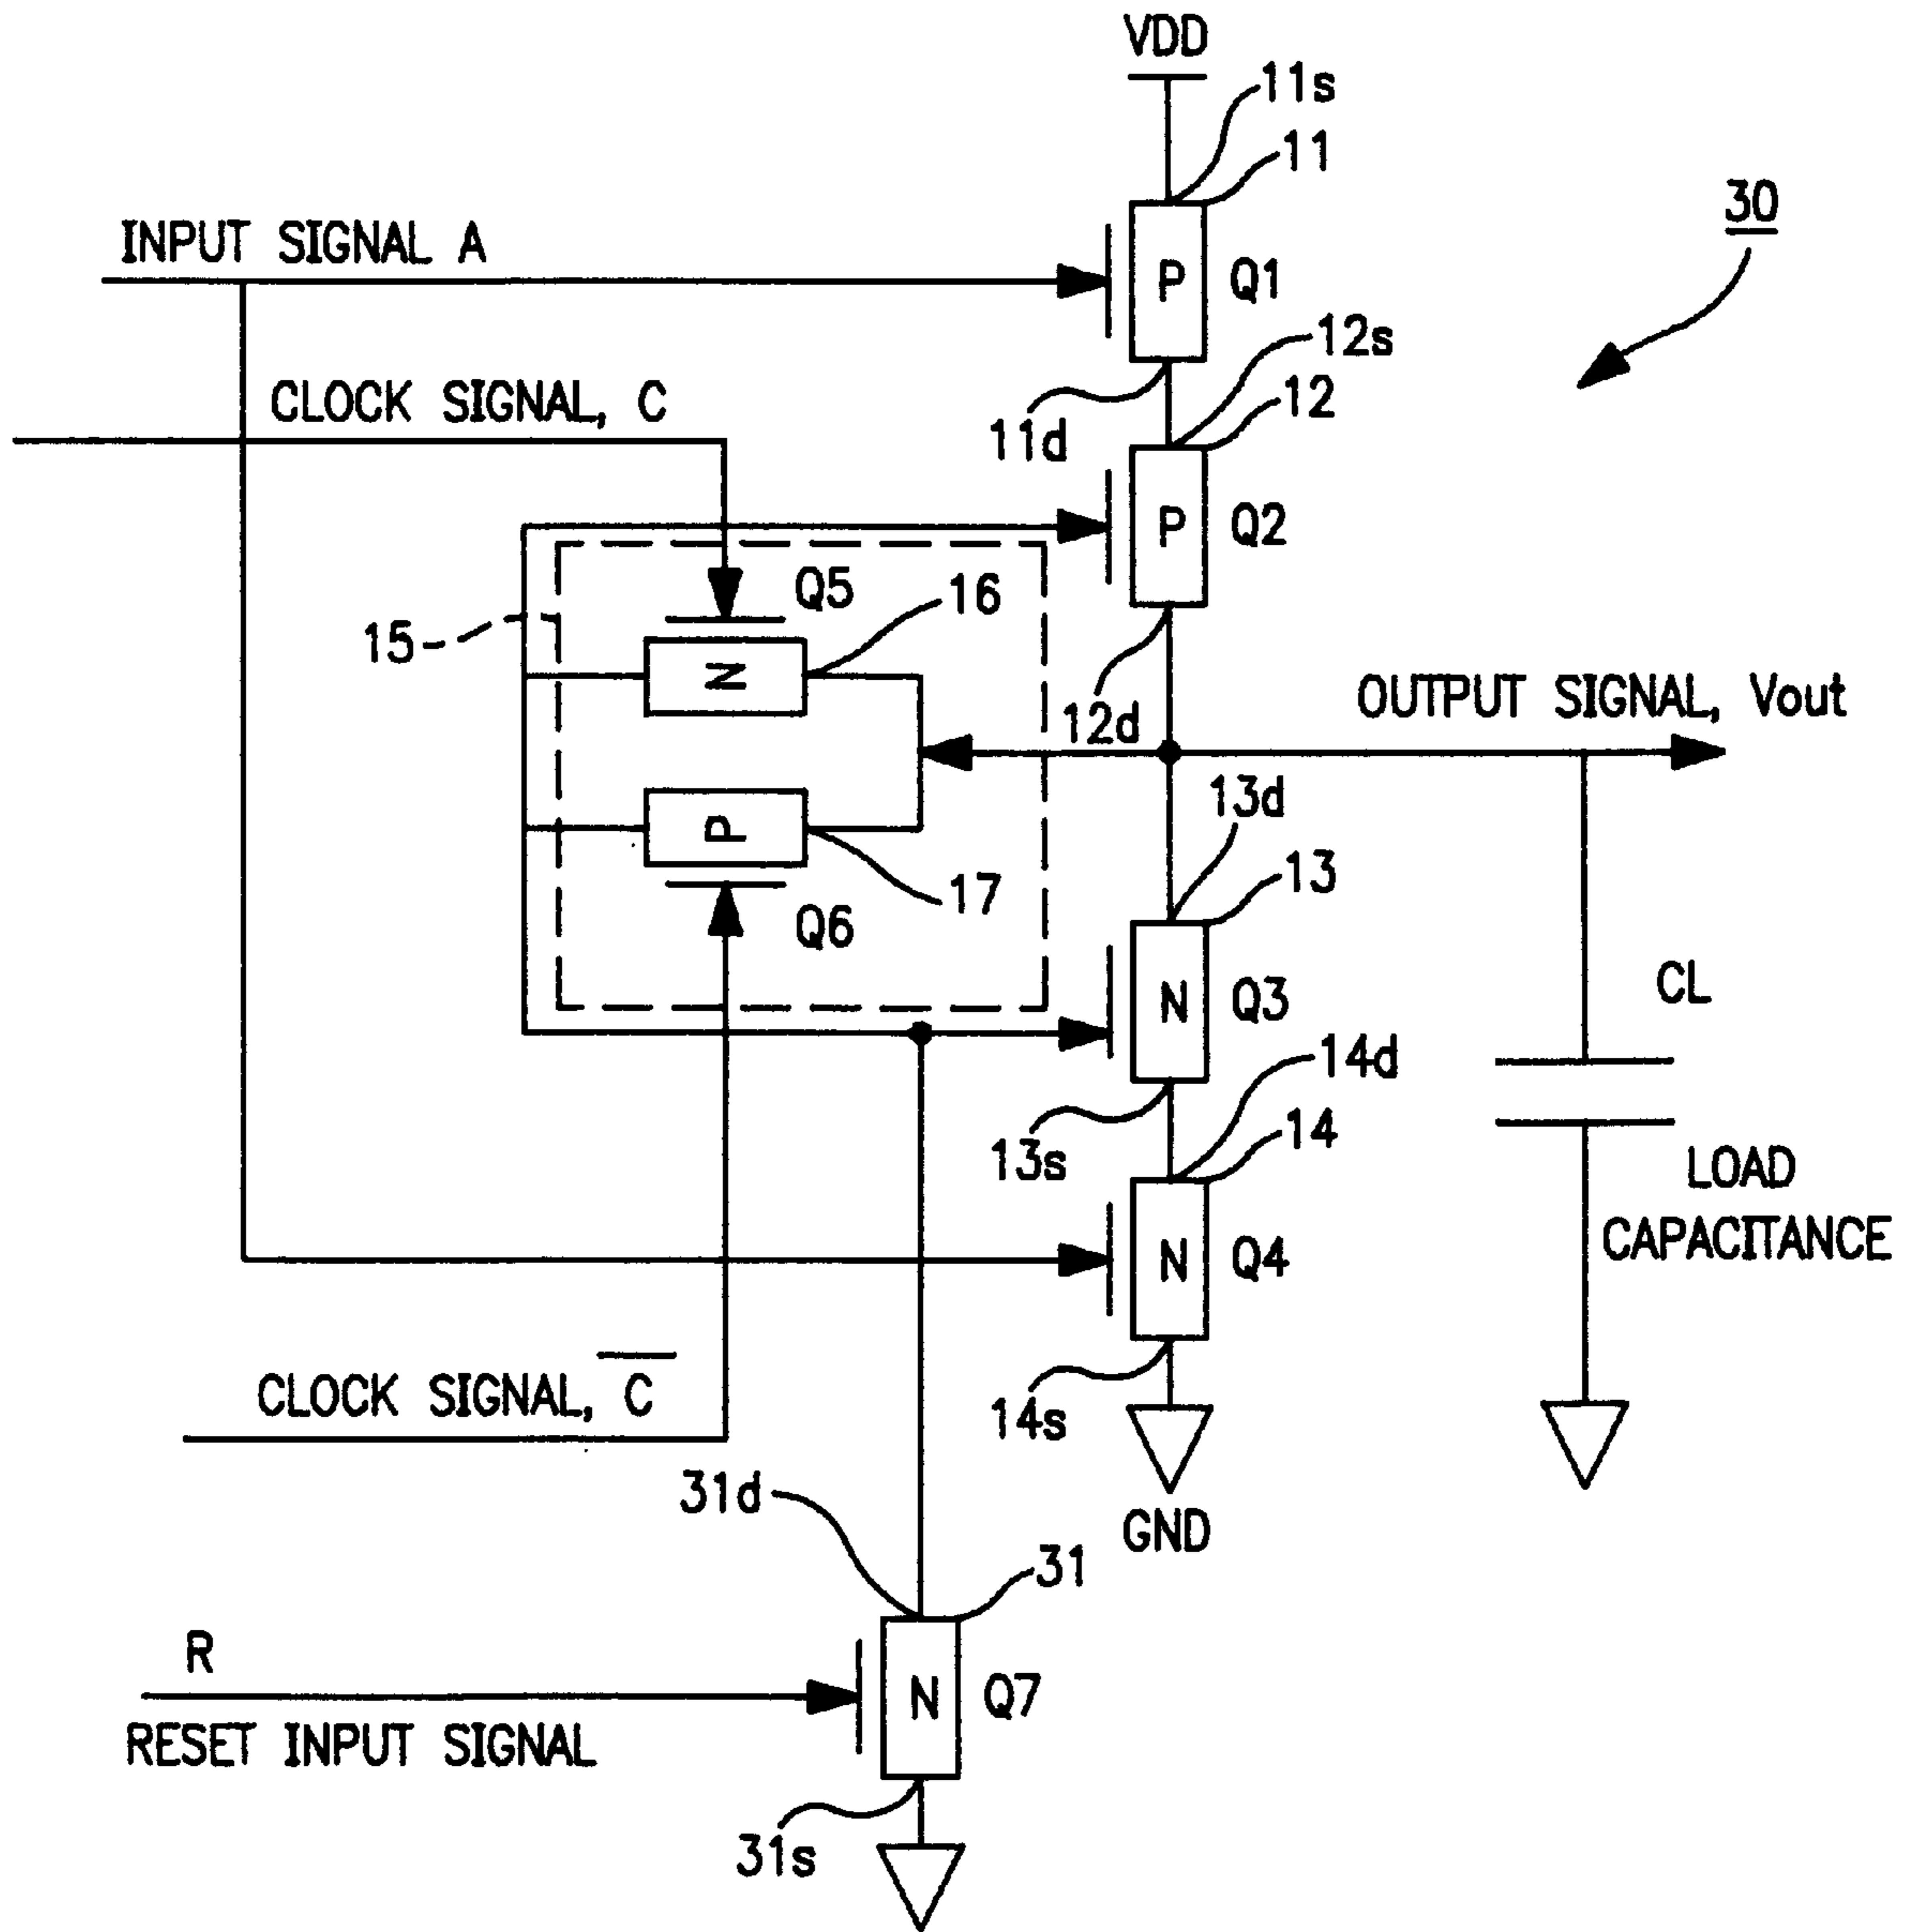 VDD
11s
11
30
INPUT SIGNAL A
P
Q1
12s
CLOCK SIGNAL, C
12
11d
P
Q2
Q5
16
15
N
OUTPUT SIGNAL, Vout
12d
13d
P
13
17
Q6
CL
N
Q3
14d
14
13s
LOAD
CAPACITANCE
N
Q4
CLOCK SIGNAL, C̅
14s
31d
GND
31
R
N
Q7
RESET INPUT SIGNAL
31s